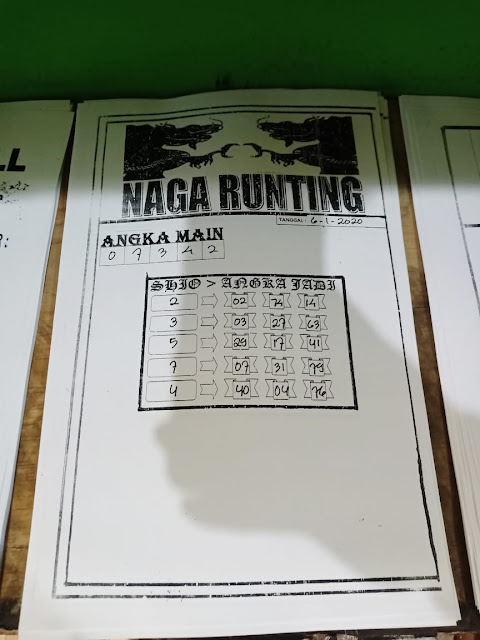 NAGA RUNTING
TANGGAL : 6-1-2020
ANGKA MAIN
0 7 3 4 2
SHIO > ANGKA JADI
2 02 74 14
3 03 27 63
5 29 17 41
7 07 31 79
4 40 04 76
LL
R: